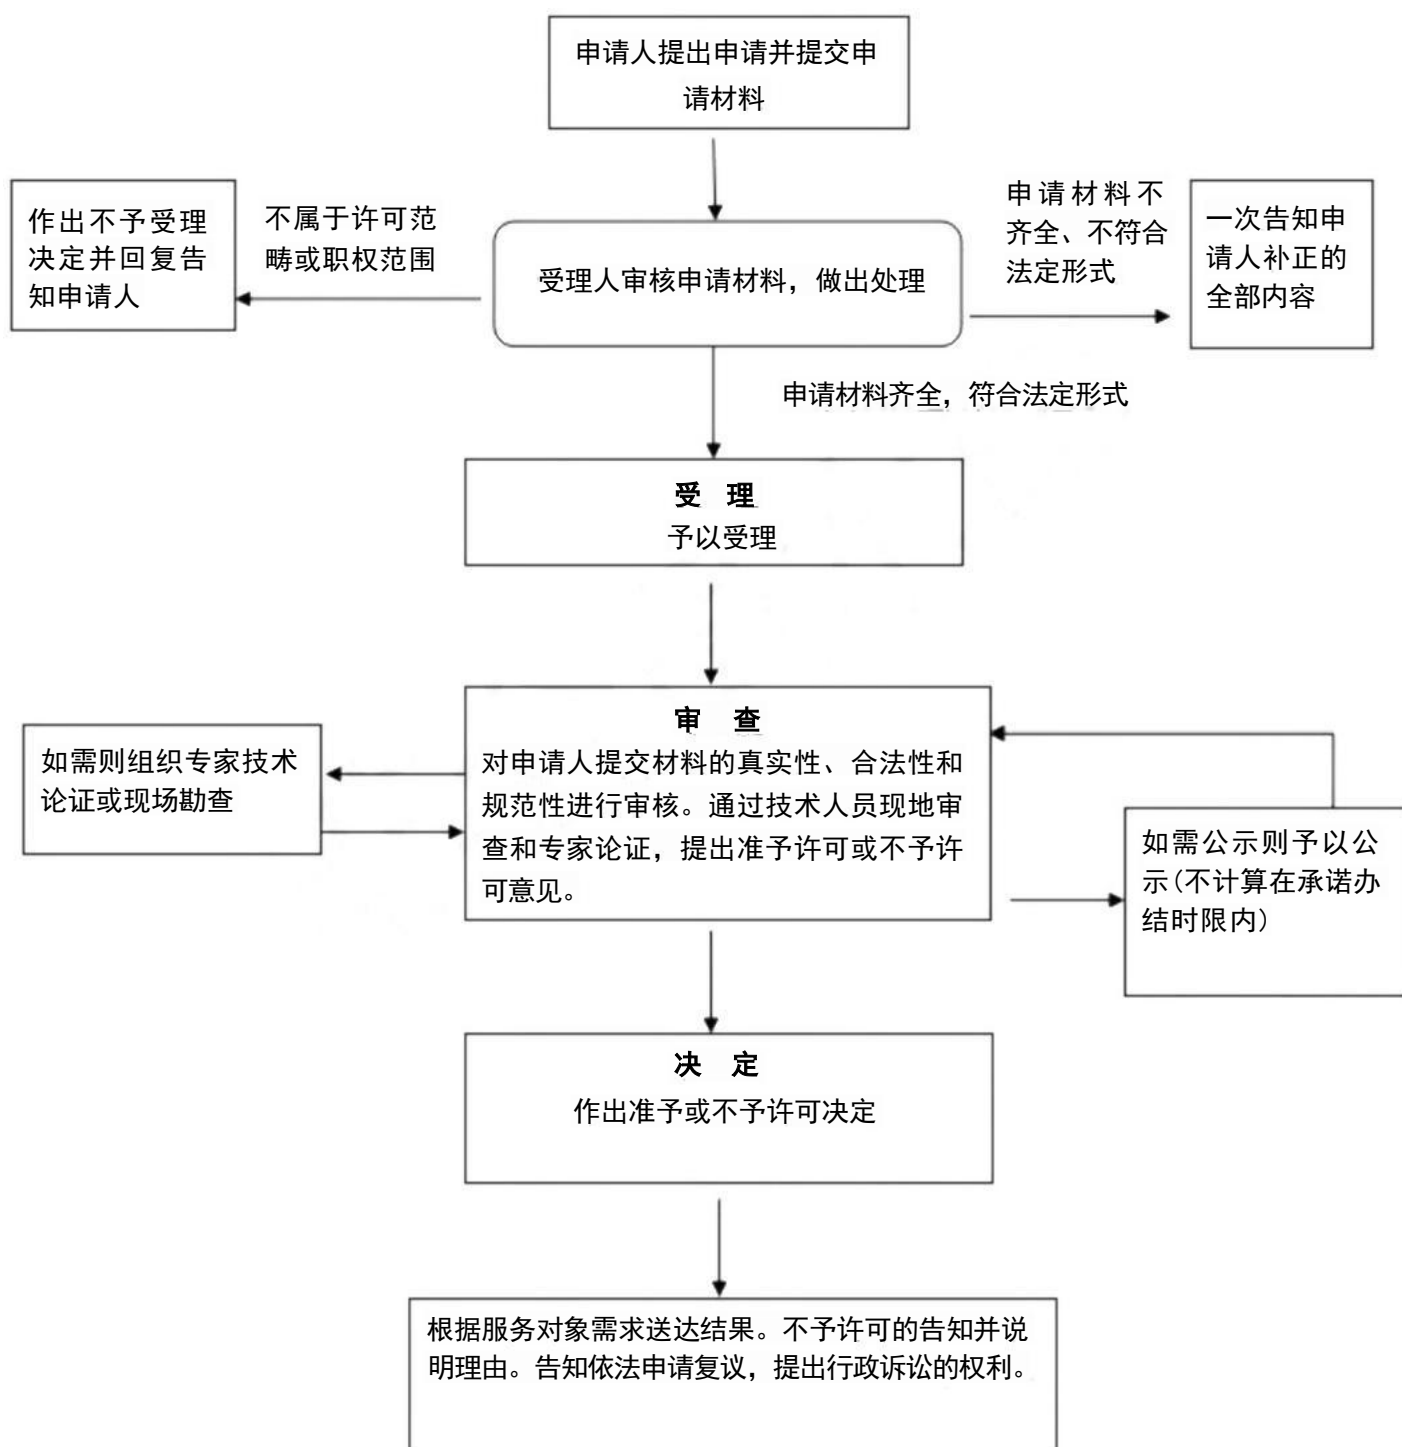 申请人提出申请并提交申
请材料
作出不予受理
决定并回复告
知申请人
不属于许可范
畴或职权范围
受理人审核申请材料，做出处理
申请材料不
齐全、不符合
法定形式
一次告知申
请人补正的
全部内容
申请材料齐全，符合法定形式
受 理
予以受理
如需则组织专家技术
论证或现场勘查
审 查
对申请人提交材料的真实性、合法性和
规范性进行审核。通过技术人员现地审
查和专家论证，提出准予许可或不予许
可意见。
如需公示则予以公
示(不计算在承诺办
结时限内)
决 定
作出准予或不予许可决定
根据服务对象需求送达结果。不予许可的告知并说
明理由。告知依法申请复议，提出行政诉讼的权利。